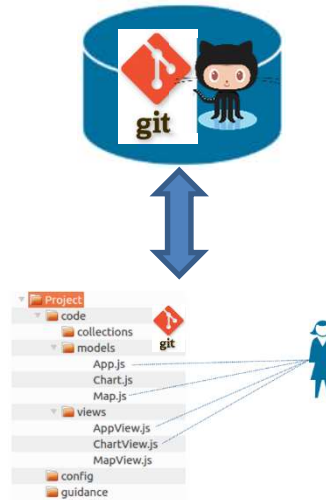 git
Project
code
git
collections
models
App.js
Chart.js
Map.js
views
AppView.js
ChartView.js
MapView.js
config
guidance